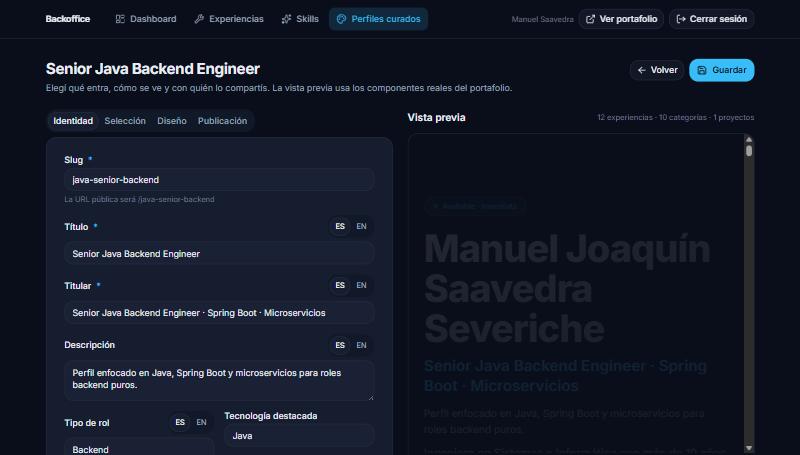 Backoffice
Dashboard
Experiencias
Skills
Perfiles curados
Manuel Saavedra
Ver portafolio
Cerrar sesión
Senior Java Backend Engineer
Elegí qué entra, cómo se ve y con quién lo compartís. La vista previa usa los componentes reales del portafolio.
Volver
Guardar
Identidad
Selección
Diseño
Publicación
Slug *
java-senior-backend
La URL pública será /java-senior-backend
Título *
ES EN
Senior Java Backend Engineer
Titular *
ES EN
Senior Java Backend Engineer · Spring Boot · Microservicios
Descripción
ES EN
Perfil enfocado en Java, Spring Boot y microservicios para roles
backend puros.
Tipo de rol
ES EN
Backend
Tecnología destacada
Java
Vista previa
12 experiencias · 10 categorías · 1 proyectos
Manuel Joaquín
Saavedra
Severiche
Senior Java Backend Engineer · Spring
Boot · Microservicios
Perfil enfocado en Java, Spring Boot y microservicios para
roles backend puros.